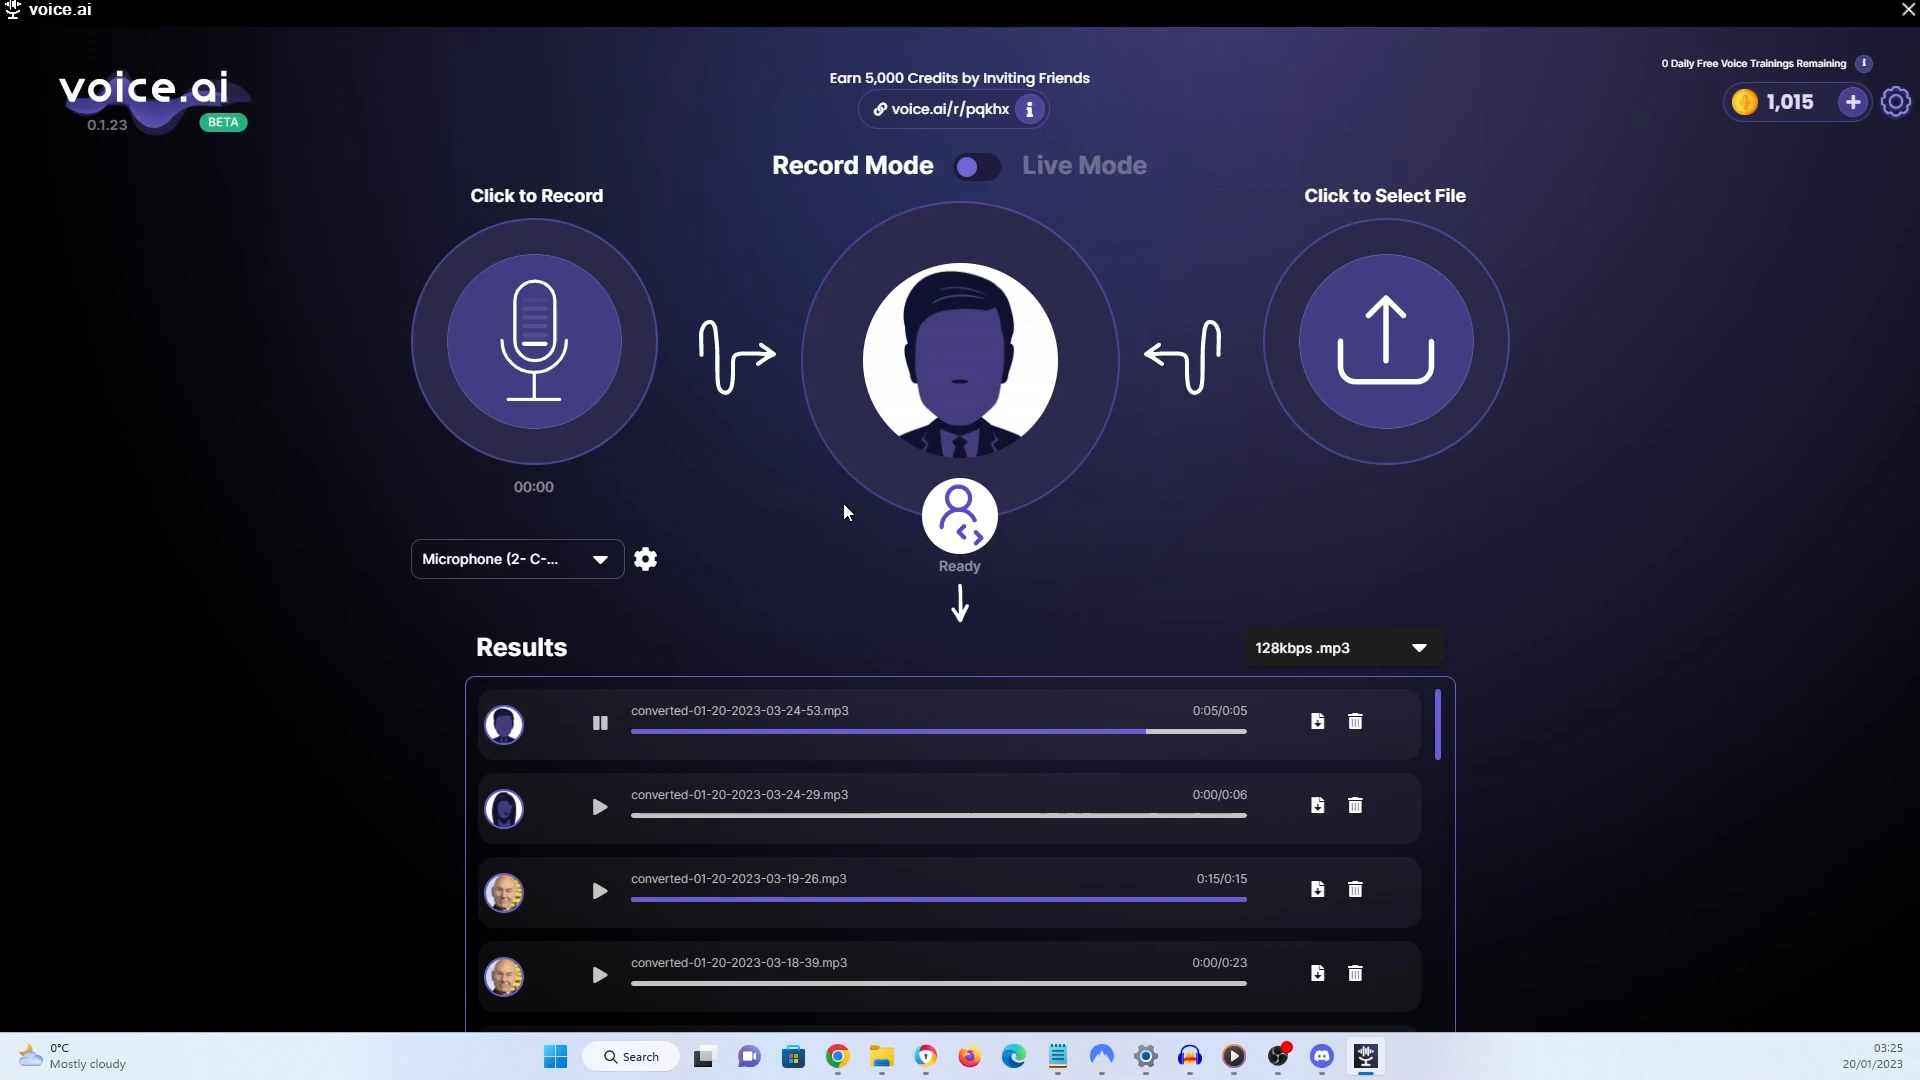 voice.ai
voice.ai
0.1.23
BETA
Earn 5,000 Credits by Inviting Friends
voice.ai/r/pqkhx
0 Daily Free Voice Trainings Remaining
1,015
Record Mode
Live Mode
Click to Record
Click to Select File
00:00
Microphone (2- C-...
Ready
Results
128kbps .mp3
converted-01-20-2023-03-24-53.mp3
0:05/0:05
converted-01-20-2023-03-24-29.mp3
0:00/0:06
converted-01-20-2023-03-19-26.mp3
0:15/0:15
converted-01-20-2023-03-18-39.mp3
0:00/0:23
0°C
Mostly cloudy
Search
03:25
20/01/2023